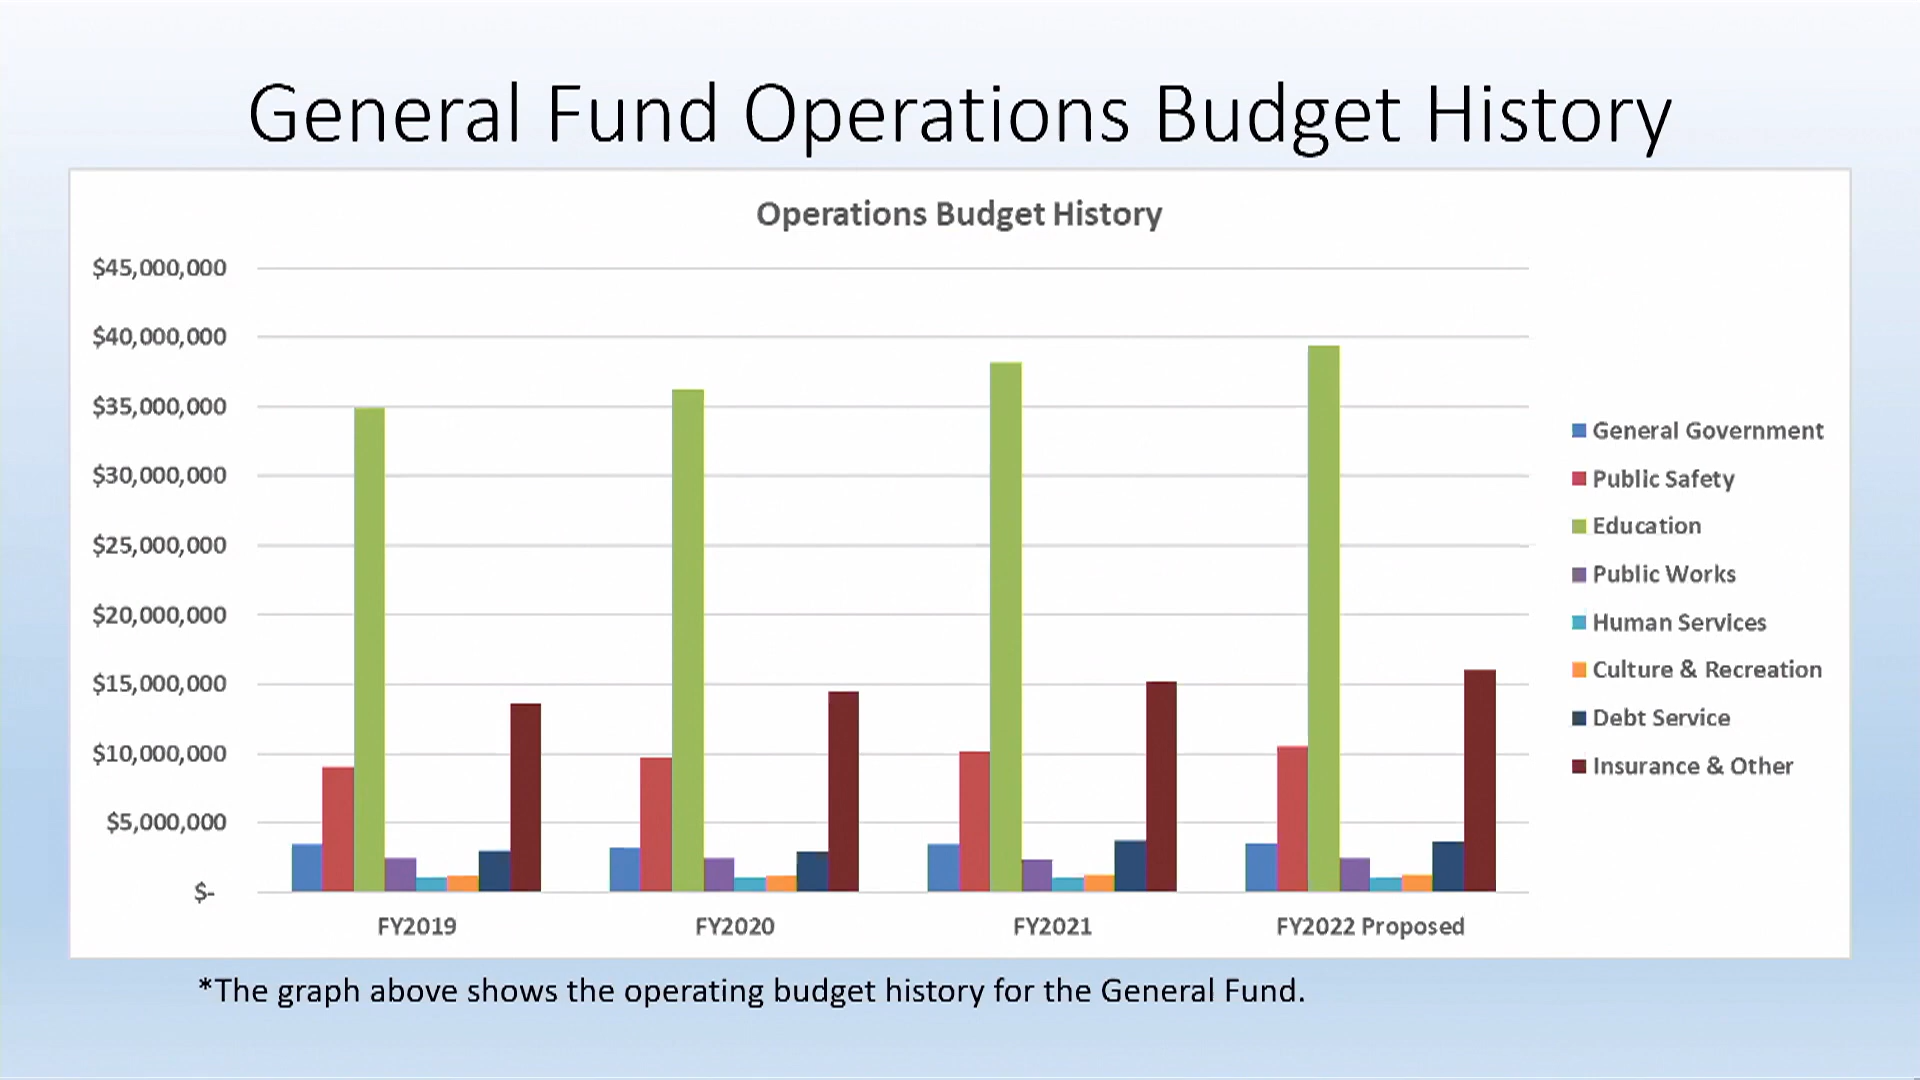 General Fund Operations Budget History
Operations Budget History
$45,000,000
$40,000,000
$35,000,000
$30,000,000
$25,000,000
$20,000,000
$15,000,000
$10,000,000
$5,000,000
$-
FY2019
FY2020
FY2021
FY2022 Proposed
General Government
Public Safety
Education
Public Works
Human Services
Culture & Recreation
Debt Service
Insurance & Other
*The graph above shows the operating budget history for the General Fund.